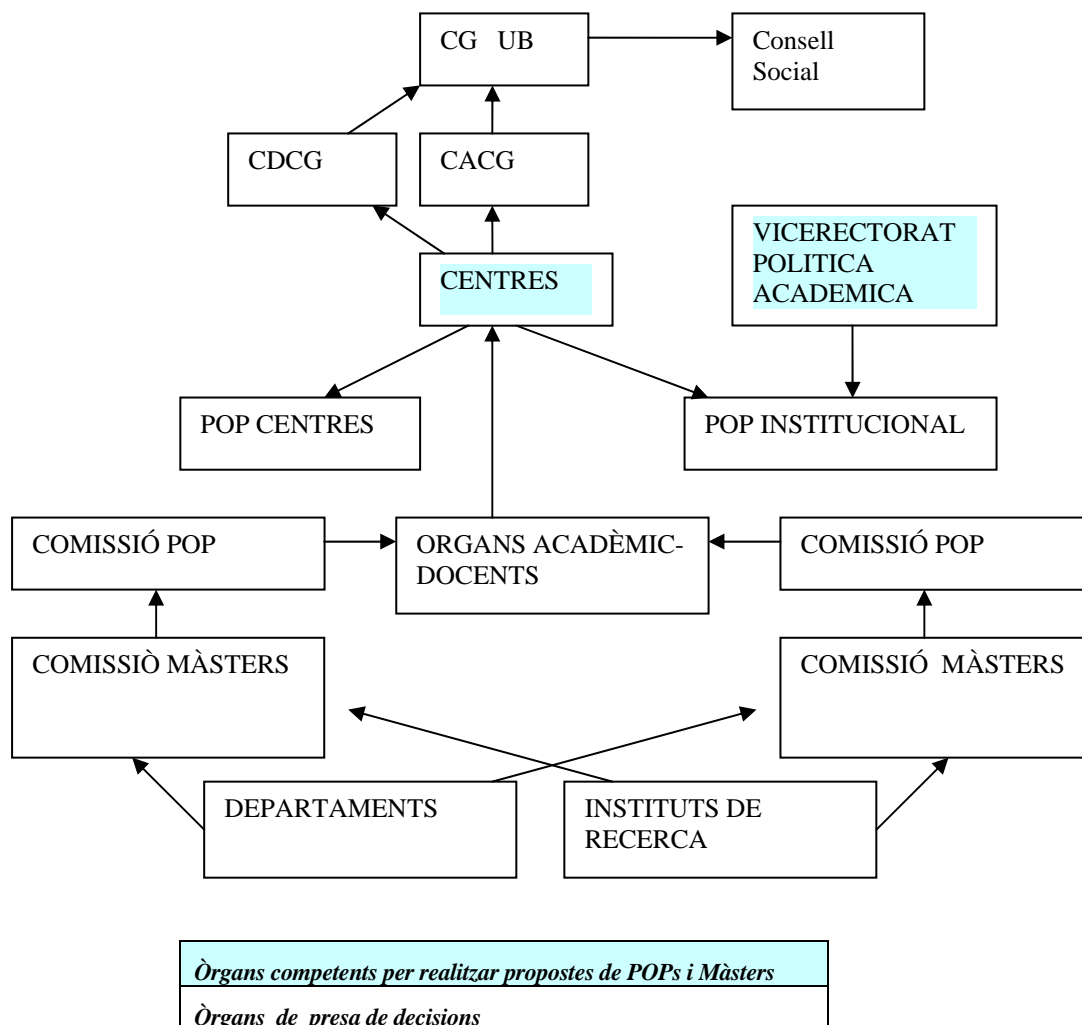 CG UB
Consell
Social
CDCG
CACG
VICERECTORAT
POLITICA
ACADEMICA
CENTRES
POP CENTRES
POP INSTITUCIONAL
COMISSIÓ POP
ORGANS ACADÈMIC-
DOCENTS
COMISSIÓ POP
COMISSIÒ MÀSTERS
COMISSIÓ MÀSTERS
DEPARTAMENTS
INSTITUTS DE
RECERCA
Òrgans competents per realitzar propostes de POPs i Màsters
Òrgans de presa de decisions